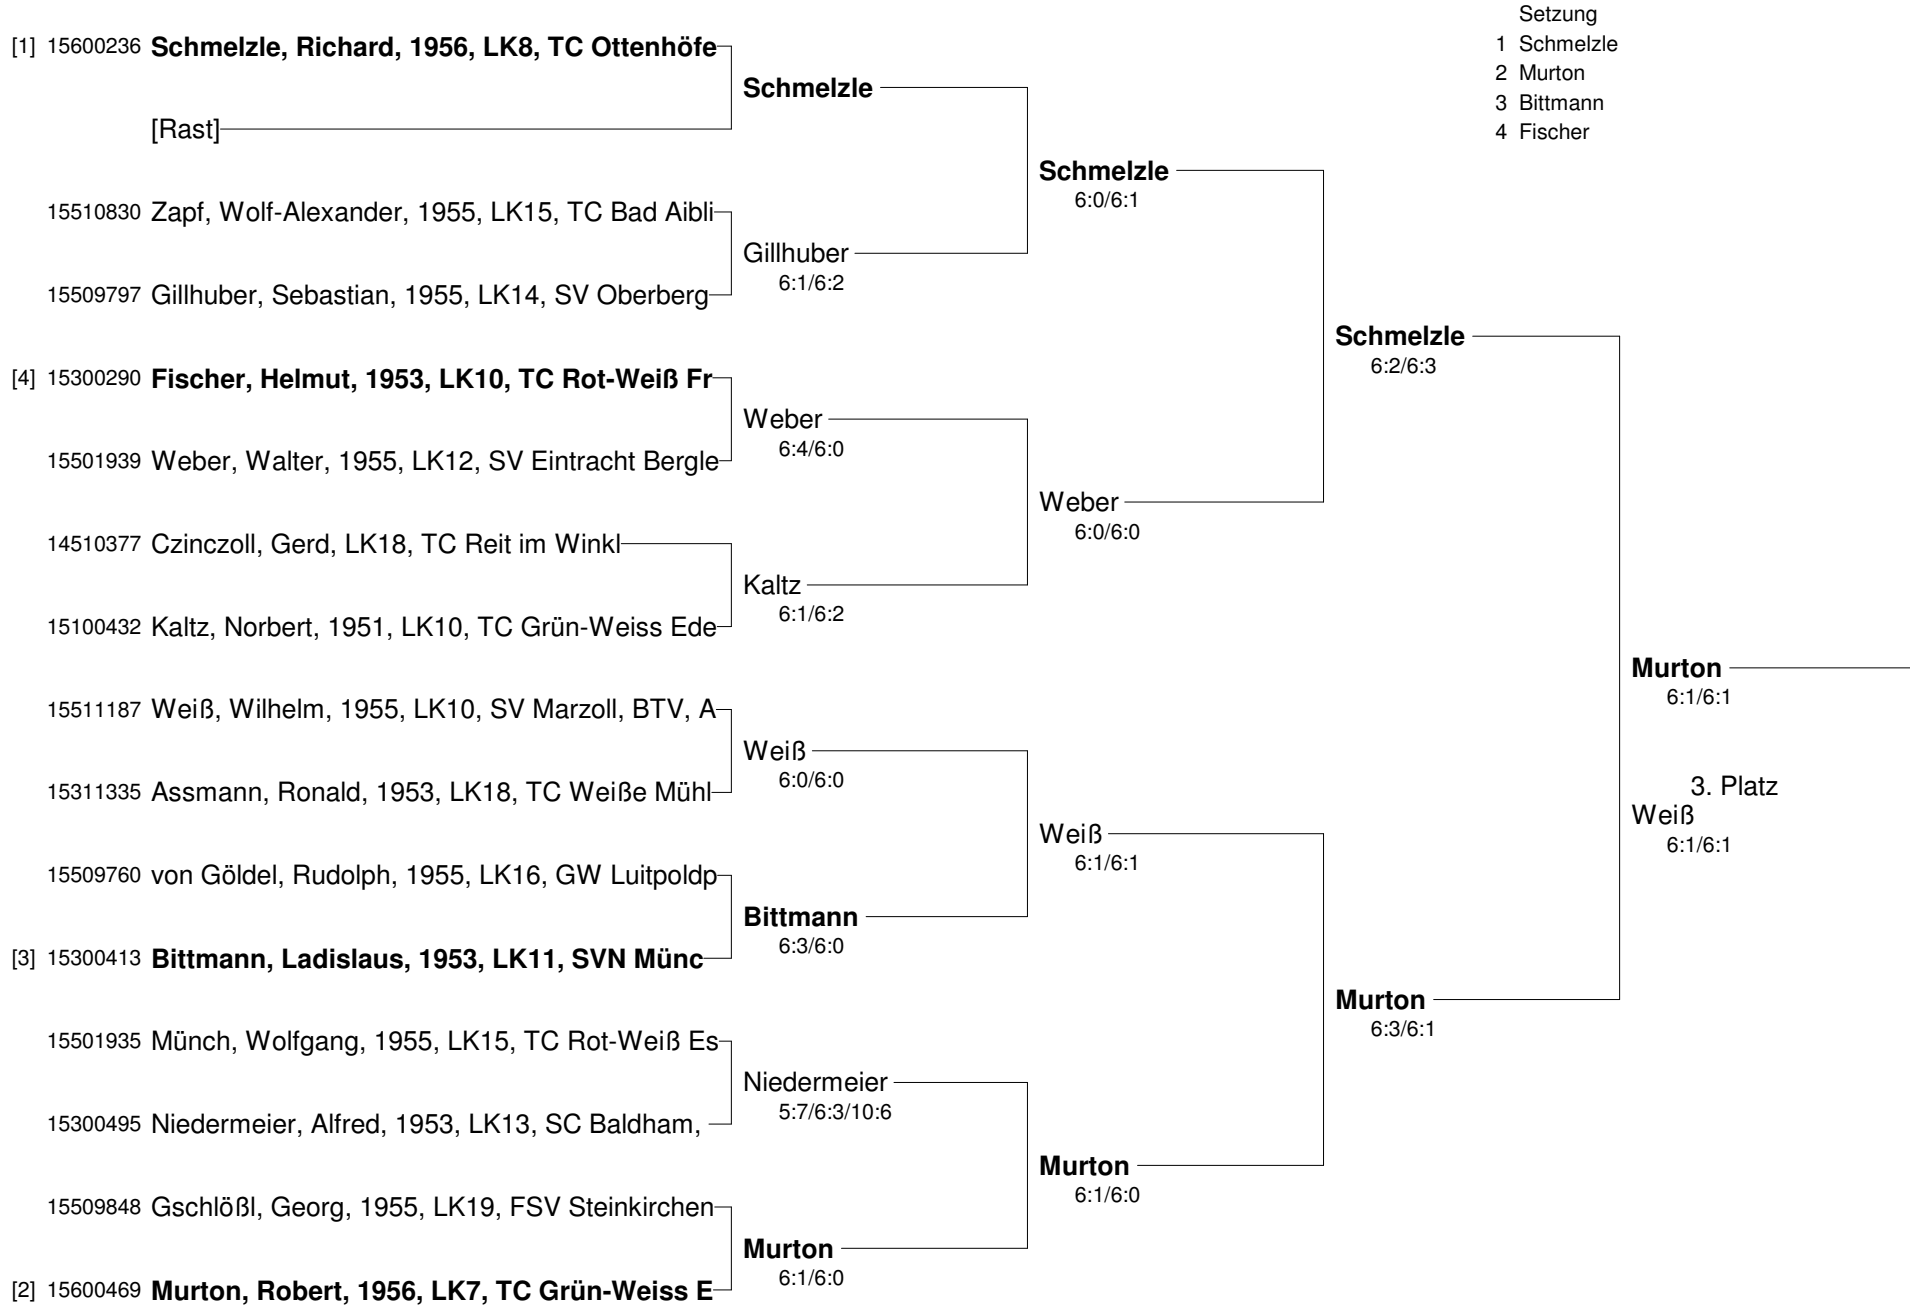 Setzung
1 Schmelzle
2 Murton
3 Bittmann
4 Fischer
[1] 15600236 Schmelzle, Richard, 1956, LK8, TC Ottenhöfe
Schmelzle
[Rast]
Schmelzle
6:0/6:1
15510830 Zapf, Wolf-Alexander, 1955, LK15, TC Bad Aibli
Gillhuber
6:1/6:2
15509797 Gillhuber, Sebastian, 1955, LK14, SV Oberberg
Schmelzle
6:2/6:3
[4] 15300290 Fischer, Helmut, 1953, LK10, TC Rot-Weiß Fr
Weber
6:4/6:0
15501939 Weber, Walter, 1955, LK12, SV Eintracht Bergle
Weber
6:0/6:0
14510377 Czinczoll, Gerd, LK18, TC Reit im Winkl
Kaltz
6:1/6:2
15100432 Kaltz, Norbert, 1951, LK10, TC Grün-Weiss Ede
Murton
6:1/6:1
15511187 Weiß, Wilhelm, 1955, LK10, SV Marzoll, BTV, A
Weiß
6:0/6:0
15311335 Assmann, Ronald, 1953, LK18, TC Weiße Mühl
3. Platz
Weiß
6:1/6:1
Weiß
6:1/6:1
15509760 von Göldel, Rudolph, 1955, LK16, GW Luitpoldp
Bittmann
6:3/6:0
[3] 15300413 Bittmann, Ladislaus, 1953, LK11, SVN Münc
Murton
6:3/6:1
15501935 Münch, Wolfgang, 1955, LK15, TC Rot-Weiß Es
Niedermeier
5:7/6:3/10:6
15300495 Niedermeier, Alfred, 1953, LK13, SC Baldham,
Murton
6:1/6:0
15509848 Gschlößl, Georg, 1955, LK19, FSV Steinkirchen
Murton
6:1/6:0
[2] 15600469 Murton, Robert, 1956, LK7, TC Grün-Weiss E